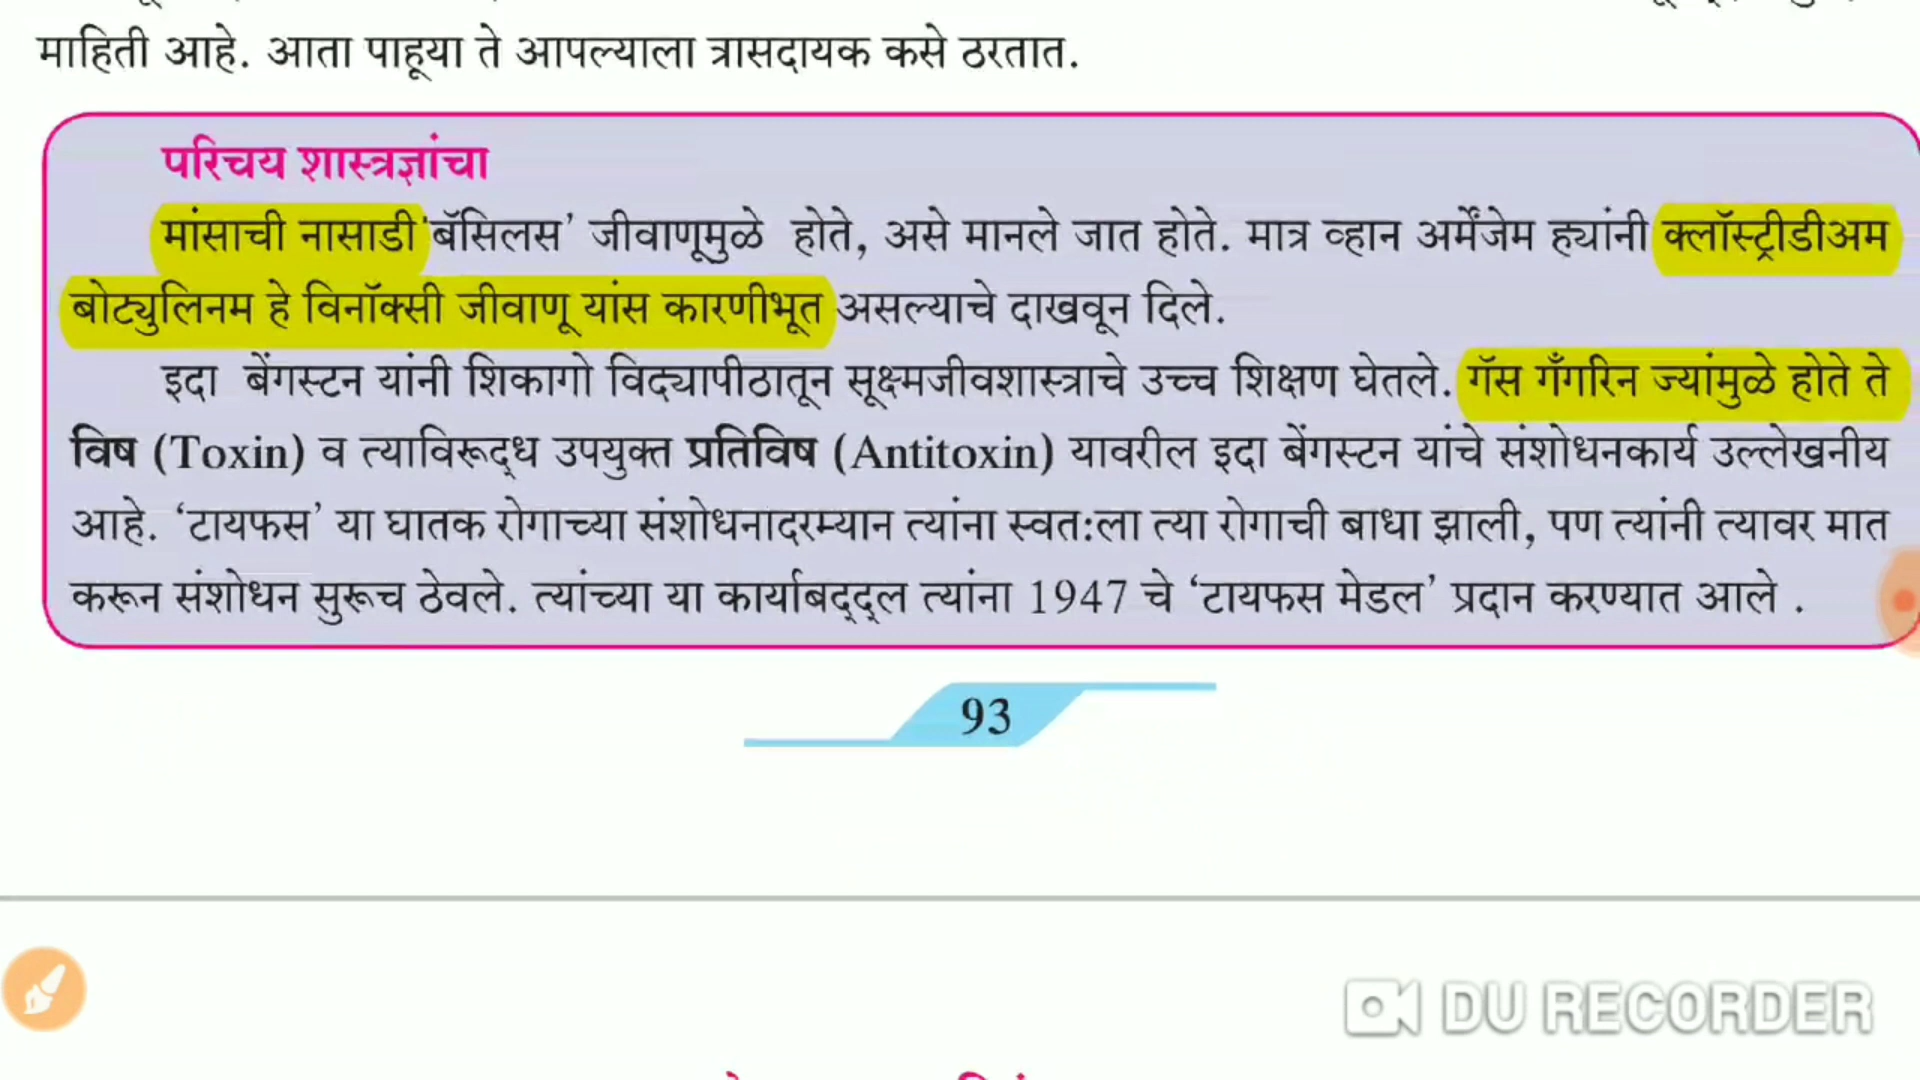 माहिती आहे. आता पाहूया ते आपल्याला त्रासदायक कसे ठरतात.
परिचय शास्त्रज्ञांचा
मांसाची नासाडी 'बॅसिलस’ जीवाणूमुळे होते, असे मानले जात होते. मात्र व्हान अर्मेंजेम ह्यांनी क्लॉस्ट्रीडीअम
बोट्युलिनम हे विनॉक्सी जीवाणू यांस कारणीभूत असल्याचे दाखवून दिले.
इदा बेंगस्टन यांनी शिकागो विद्यापीठातून सूक्ष्मजीवशास्त्राचे उच्च शिक्षण घेतले. गॅस गँगरिन ज्यांमुळे होते ते
विष (Toxin) व त्याविरूद्ध उपयुक्त प्रतिविष (Antitoxin) यावरील इदा बेंगस्टन यांचे संशोधनकार्य उल्लेखनीय
आहे. ‘टायफस’ या घातक रोगाच्या संशोधनादरम्यान त्यांना स्वत:ला त्या रोगाची बाधा झाली, पण त्यांनी त्यावर मात
करून संशोधन सुरूच ठेवले. त्यांच्या या कार्याबद्द्ल त्यांना 1947 चे ‘टायफस मेडल’ प्रदान करण्यात आले .
93
DU RECORDER